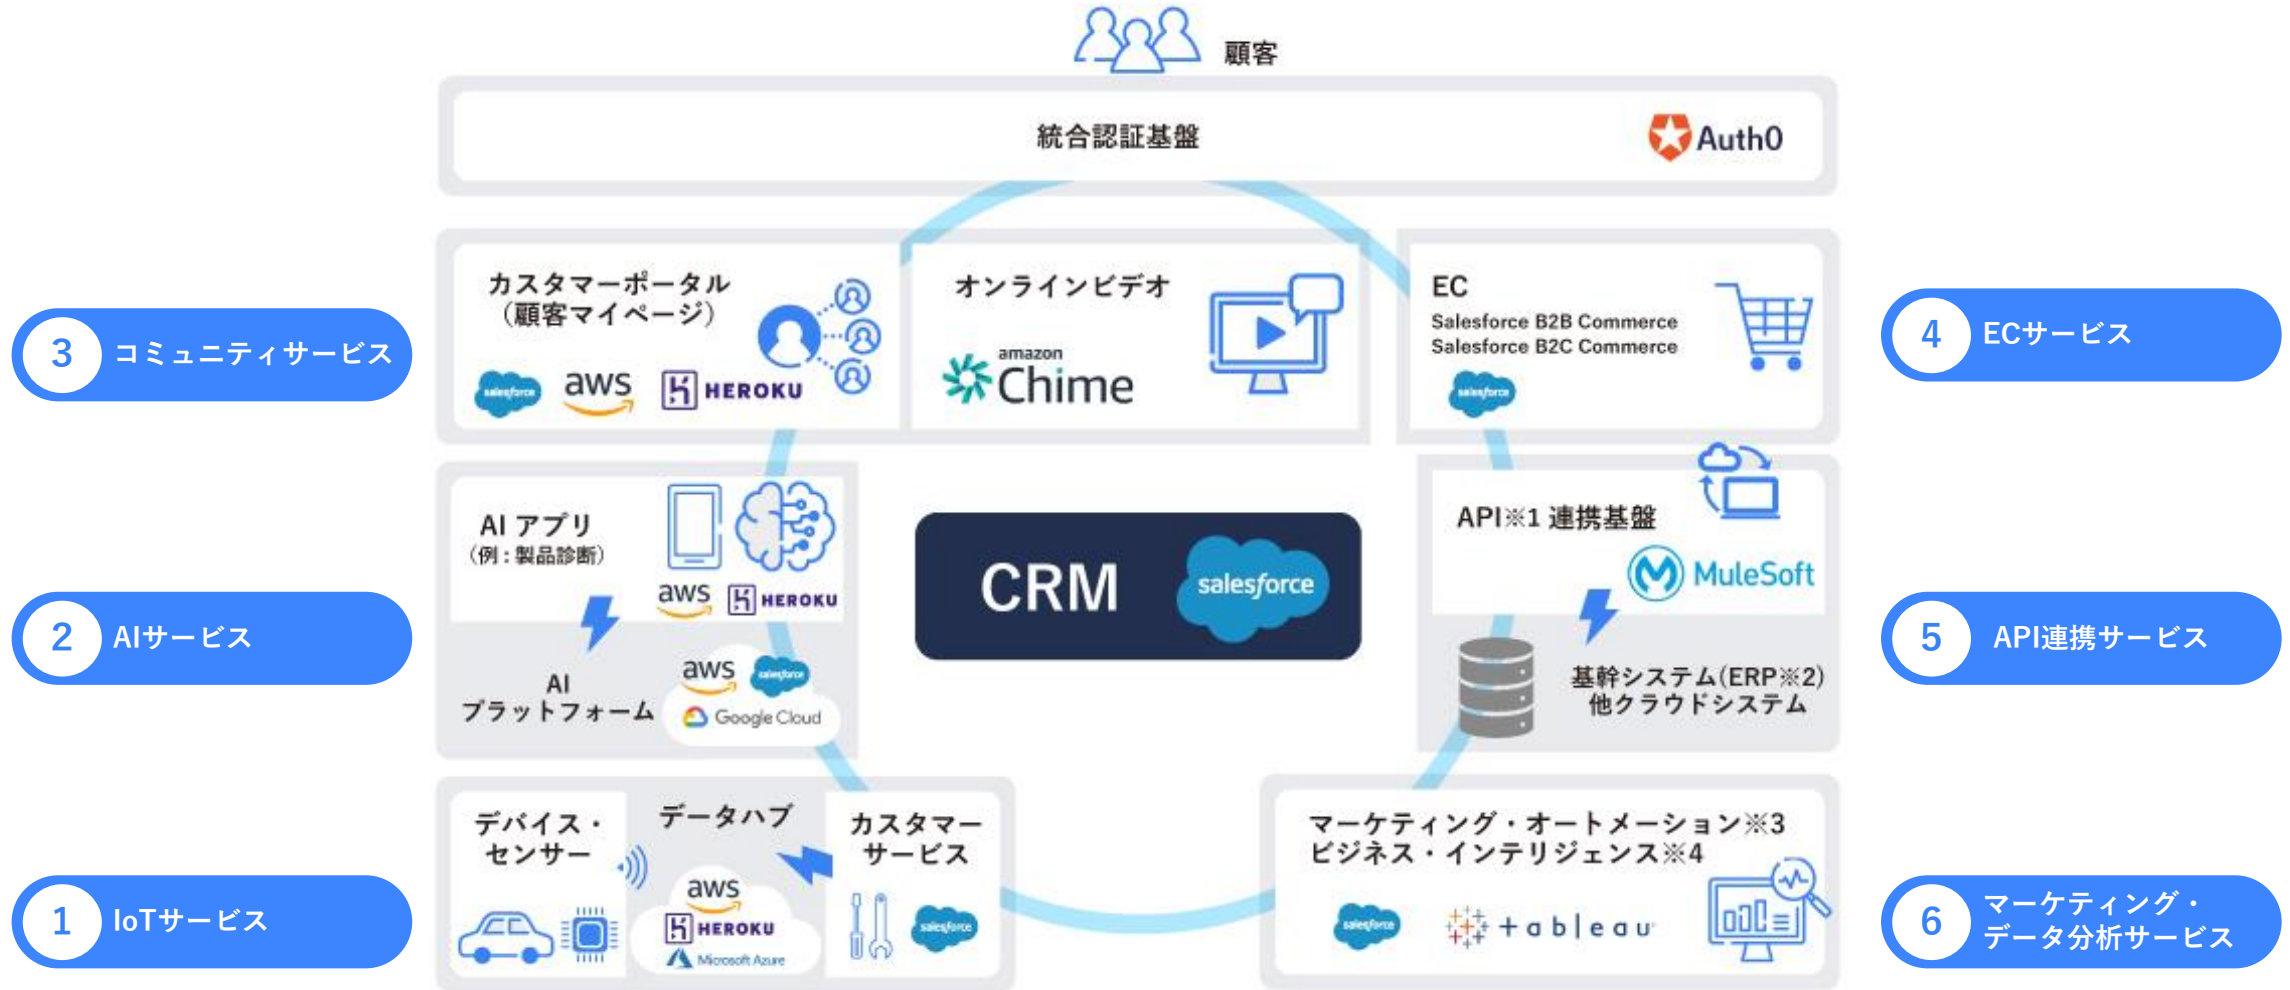 顧客
統合認証基盤
Auth0
カスタマーポータル
（顧客マイページ）
salesforce
aws
HEROKU
オンラインビデオ
amazon
Chime
EC
Salesforce B2B Commerce
Salesforce B2C Commerce
salesforce
3 コミュニティサービス
4 ECサービス
AI アプリ
（例：製品診断）
aws
HEROKU
AI
プラットフォーム
aws
salesforce
Google Cloud
CRM
salesforce
API※1 連携基盤
MuleSoft
基幹システム(ERP※2)
他クラウドシステム
2 AIサービス
5 API連携サービス
デバイス・
センサー
データハブ
aws
HEROKU
Microsoft Azure
カスタマー
サービス
salesforce
マーケティング・オートメーション※3
ビジネス・インテリジェンス※4
salesforce
+ableau
1 IoTサービス
6 マーケティング・
データ分析サービス